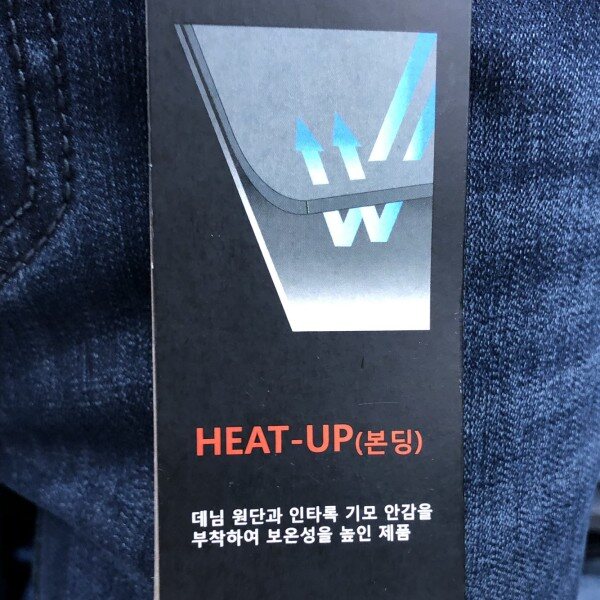 HEAT-UP(본딩)
데님 원단과 인타록 기모 안감을
부착하여 보온성을 높인 제품